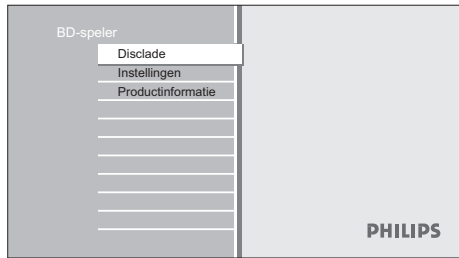 BD-speler
Disclade
Instellingen
Productinformatie
PHILIPS